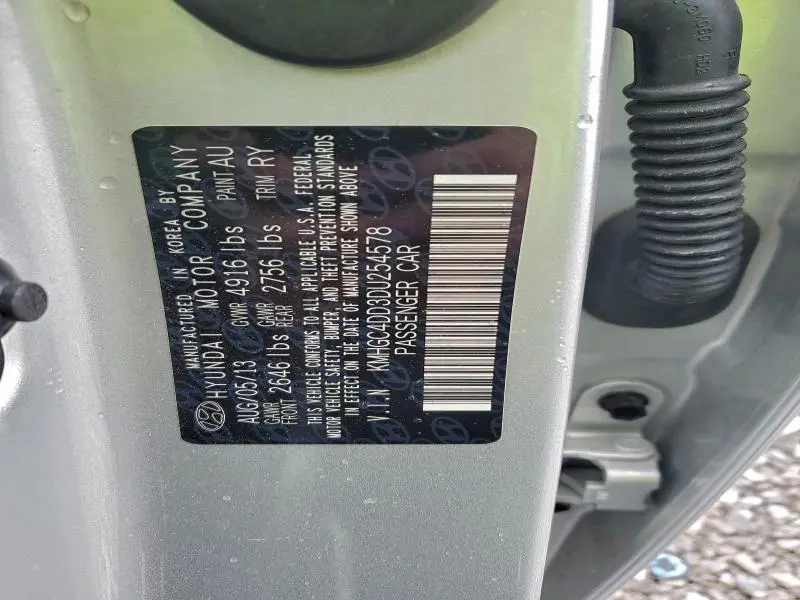 MANUFACTURED IN KOREA BY
HYUNDAI MOTOR COMPANY
AUG/05/13 GVWR 4916 lbs PAINT AU
GAWR FRONT 2646 lbs GAWR REAR 2756 lbs TRIM RY
THIS VEHICLE CONFORMS TO ALL APPLICABLE U.S.A. FEDERAL
MOTOR VEHICLE SAFETY, BUMPER, AND THEFT PREVENTION STANDARDS
IN EFFECT ON THE DATE OF MANUFACTURE SHOWN ABOVE
V.I.N KMHGC4DD3DU254578
PASSENGER CAR